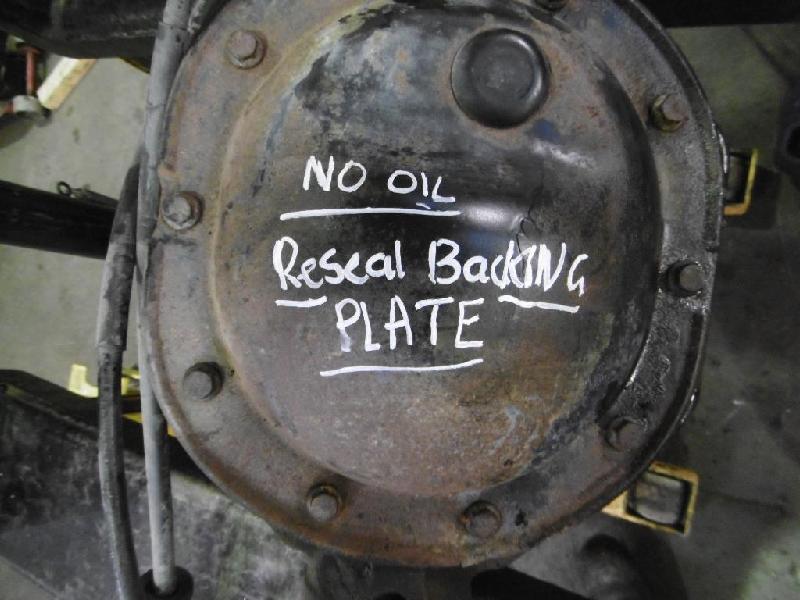 NO OIL
ReSeal BackING
PLATE